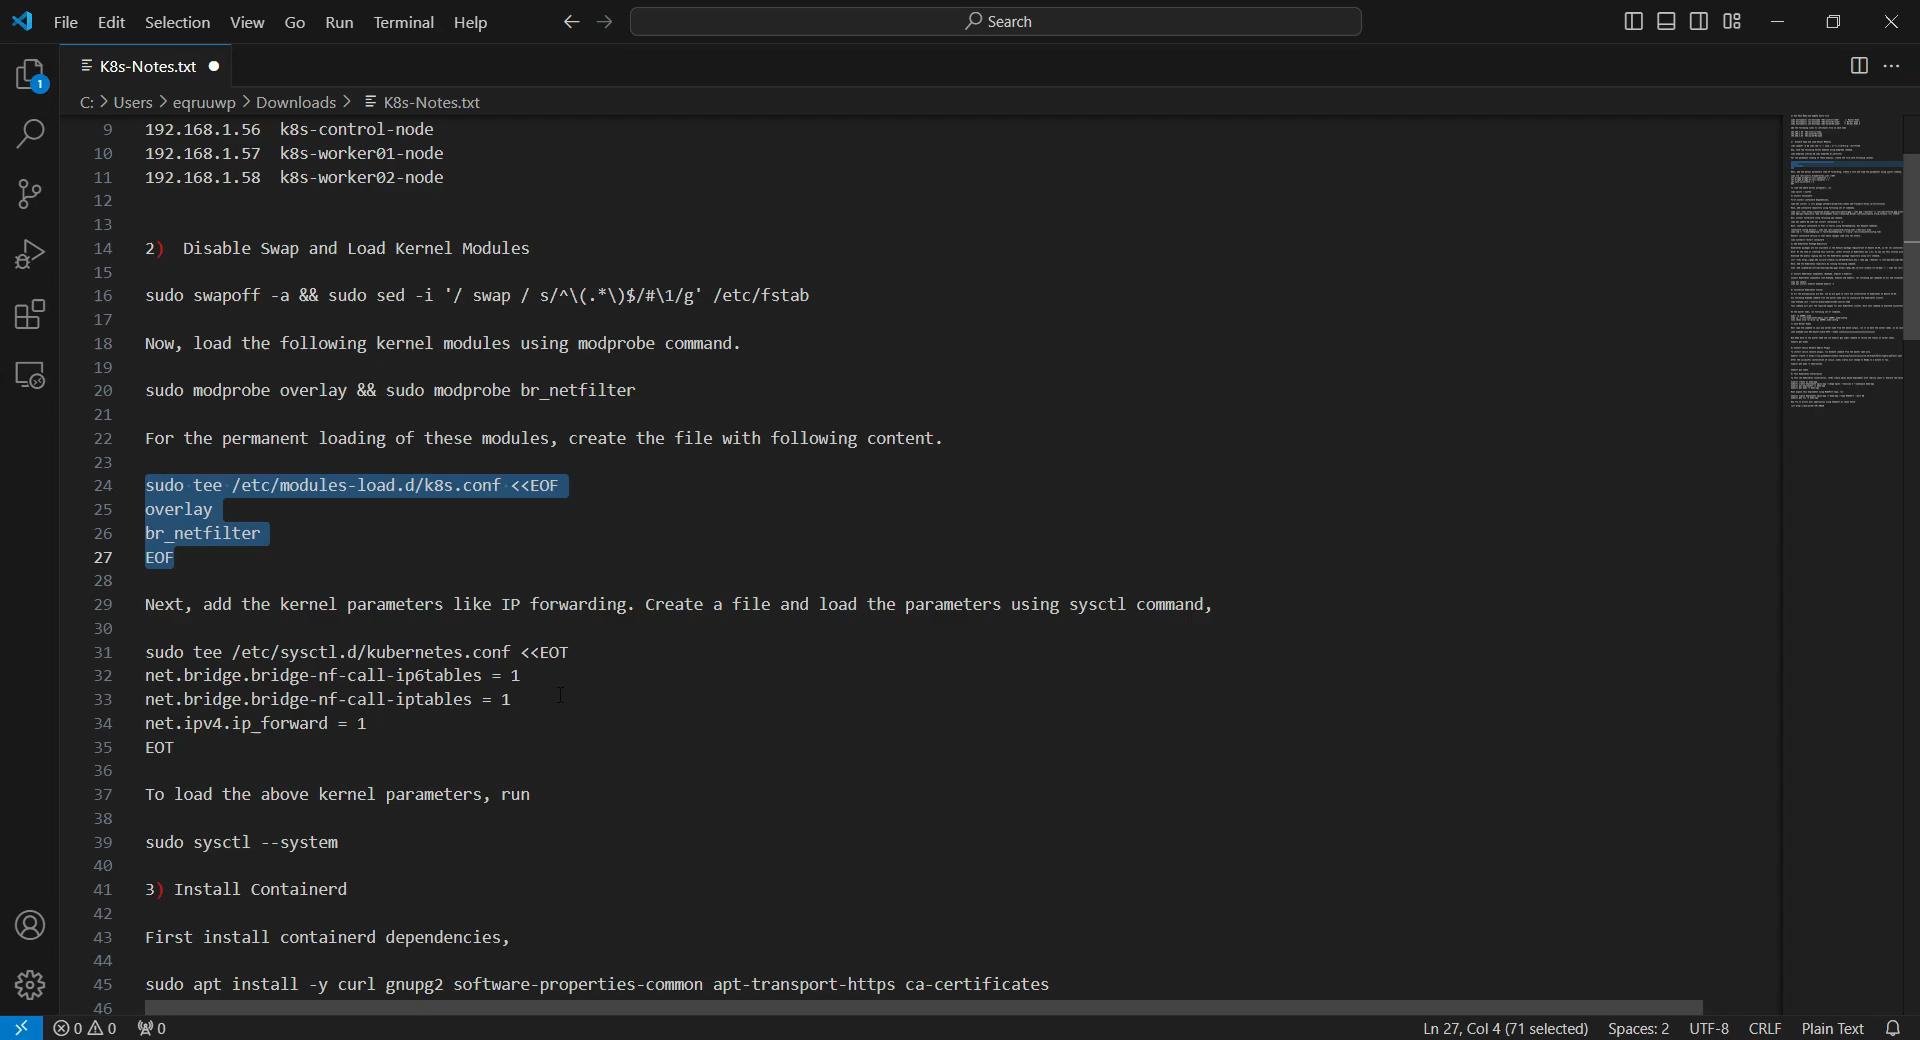 File Edit Selection View Go Run Terminal Help Search
K8s-Notes.txt
1
C: > Users > eqruuwp > Downloads > K8s-Notes.txt
9 192.168.1.56 k8s-control-node
10 192.168.1.57 k8s-worker01-node
11 192.168.1.58 k8s-worker02-node
12
13
14 2) Disable Swap and Load Kernel Modules
15
16 sudo swapoff -a && sudo sed -i '/ swap / s/^\(.*\)$/#\1/g' /etc/fstab
17
18 Now, load the following kernel modules using modprobe command.
19
20 sudo modprobe overlay && sudo modprobe br_netfilter
21
22 For the permanent loading of these modules, create the file with following content.
23
24 sudo tee /etc/modules-load.d/k8s.conf <<EOF
25 overlay
26 br_netfilter
27 EOF
28
29 Next, add the kernel parameters like IP forwarding. Create a file and load the parameters using sysctl command,
30
31 sudo tee /etc/sysctl.d/kubernetes.conf <<EOT
32 net.bridge.bridge-nf-call-ip6tables = 1
33 net.bridge.bridge-nf-call-iptables = 1
34 net.ipv4.ip_forward = 1
35 EOT
36
37 To load the above kernel parameters, run
38
39 sudo sysctl --system
40
41 3) Install Containerd
42
43 First install containerd dependencies,
44
45 sudo apt install -y curl gnupg2 software-properties-common apt-transport-https ca-certificates
46
0 0 0 Ln 27, Col 4 (71 selected) Spaces: 2 UTF-8 CRLF Plain Text